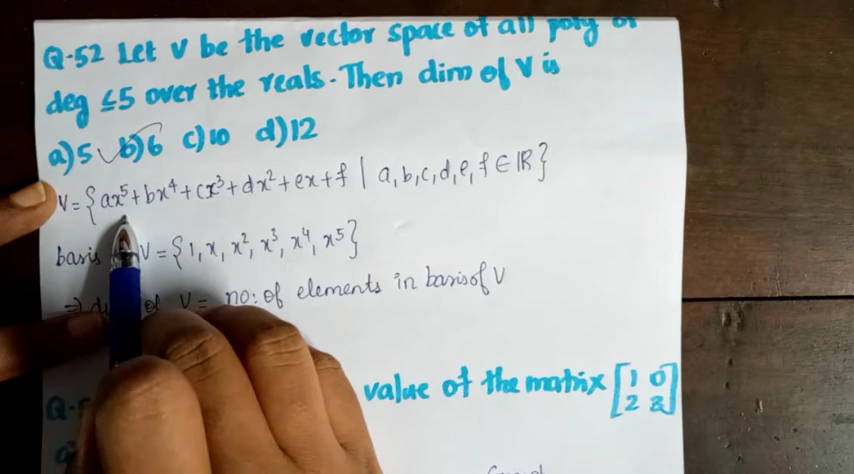 Q-52 Let V be the vector space of all poly of
deg ≤5 over the reals. Then dim of V is
a) 5 b) 6 c) 10 d) 12
V = {ax⁵ + bx⁴ + cx³ + dx² + ex + f | a, b, c, d, e, f ∈ ℝ}
basis V = {1, x, x², x³, x⁴, x⁵}
⇒ of V = no: of elements in basis of V
value of the matrix [1 0
2